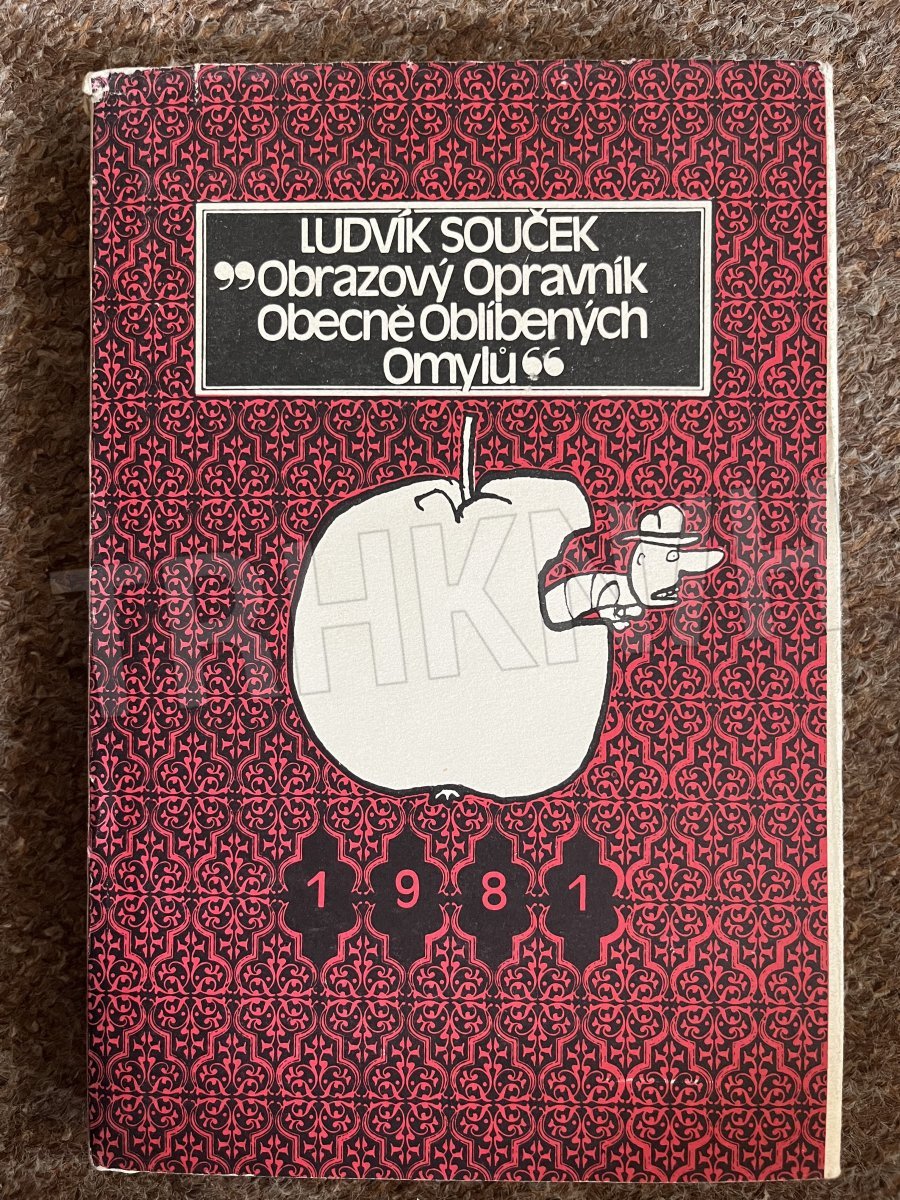 LUDVÍK SOUČEK
„Obrazový Opravník
Obecně Oblíbených
Omylů“
1981